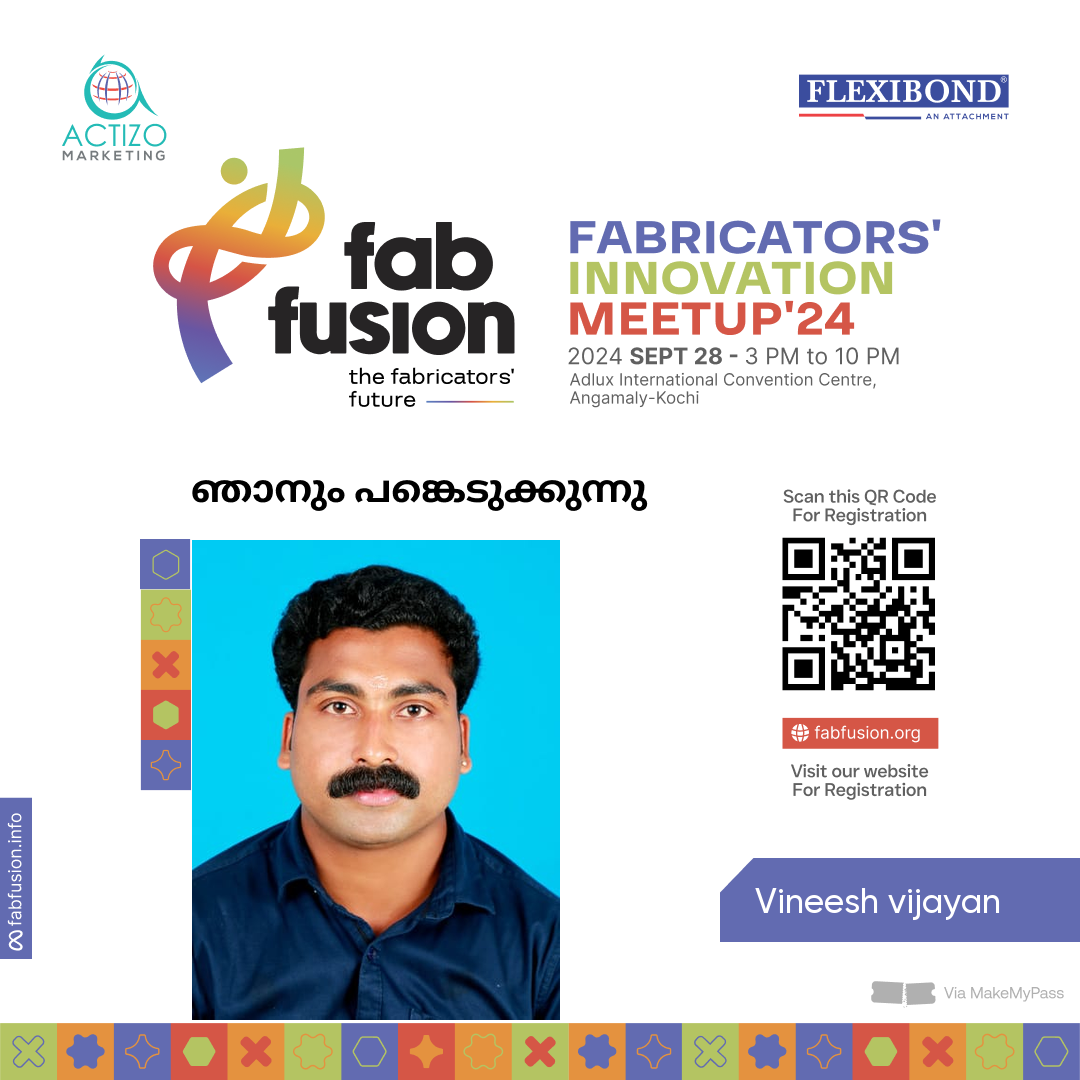 ACTIZO
MARKETING
FLEXIBOND®
AN ATTACHMENT
fab
fusion
the fabricators'
future
FABRICATORS'
INNOVATION
MEETUP'24
2024 SEPT 28 - 3 PM to 10 PM
Adlux International Convention Centre,
Angamaly-Kochi
ഞാനും പങ്കെടുക്കുന്നു
Scan this QR Code
For Registration
fabfusion.org
Visit our website
For Registration
fabfusion.info
Vineesh vijayan
Via MakeMyPass